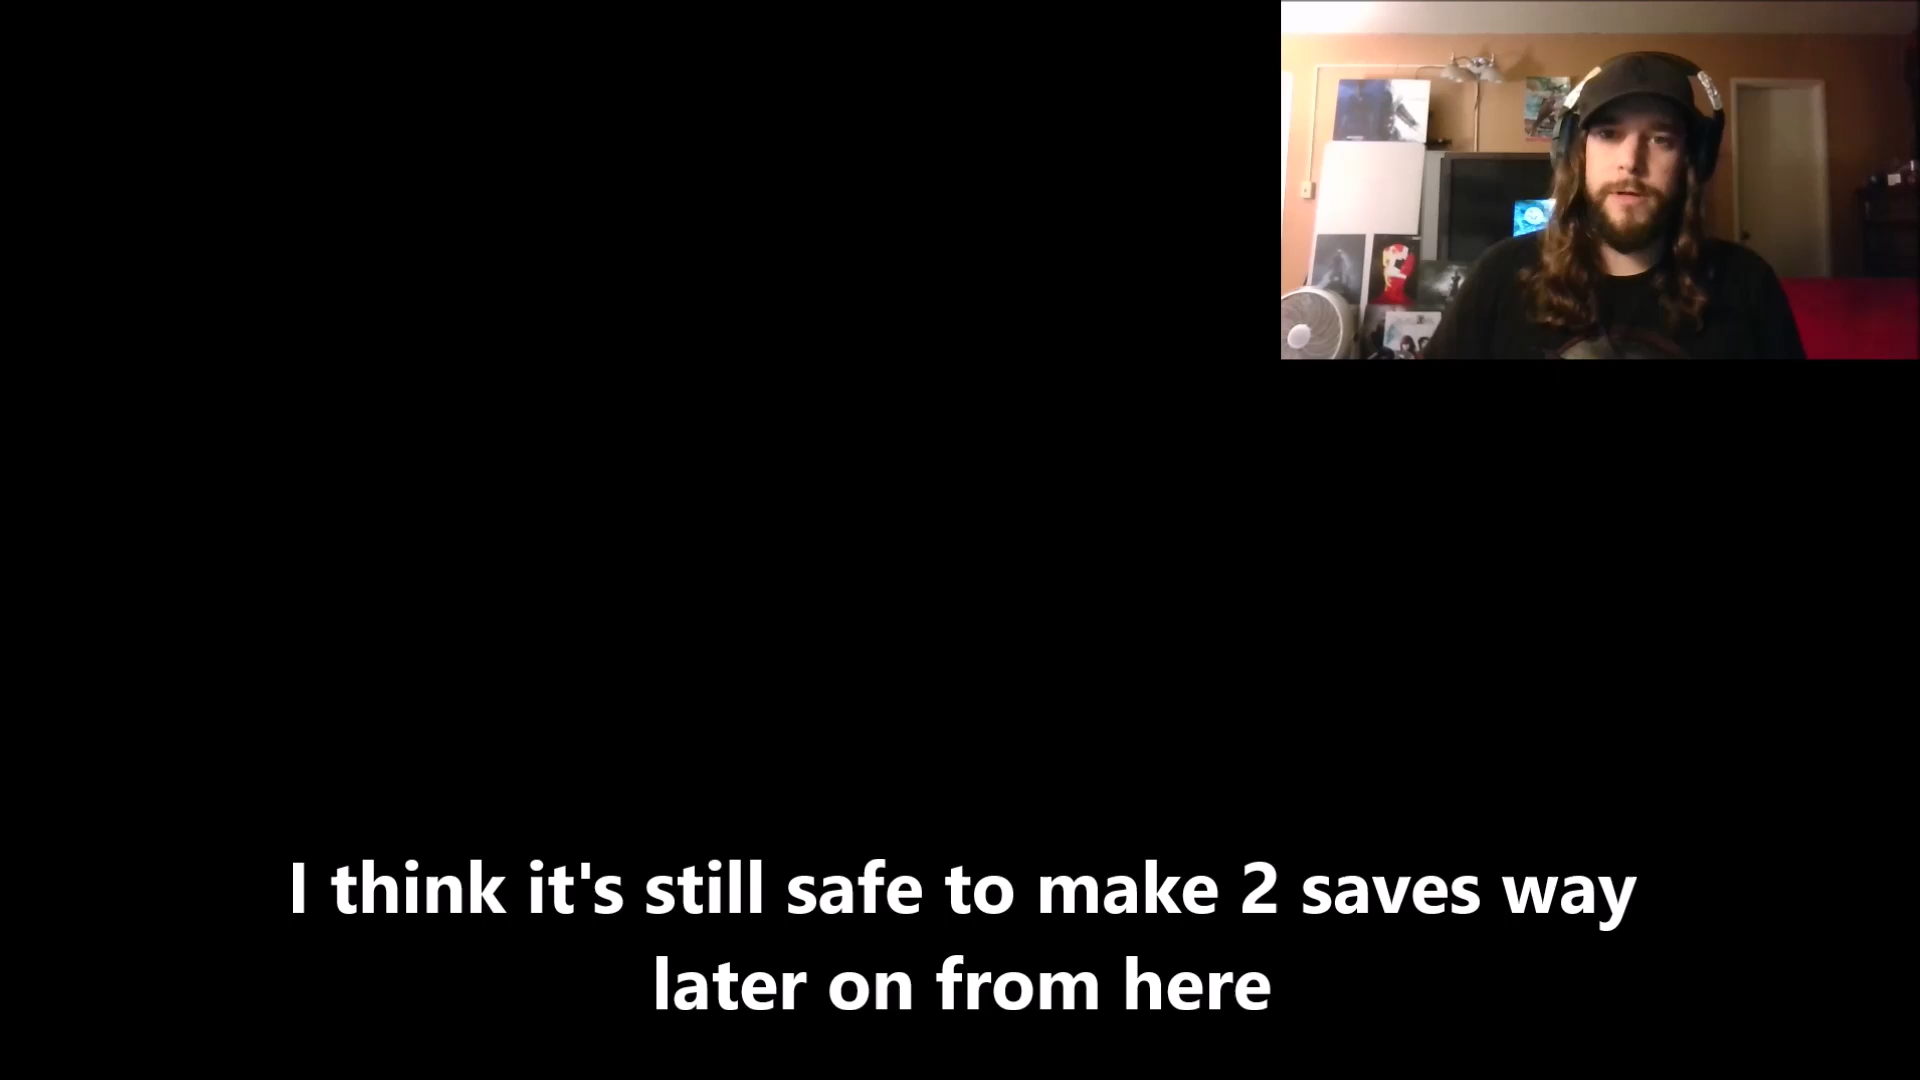 I think it's still safe to make 2 saves way
later on from here